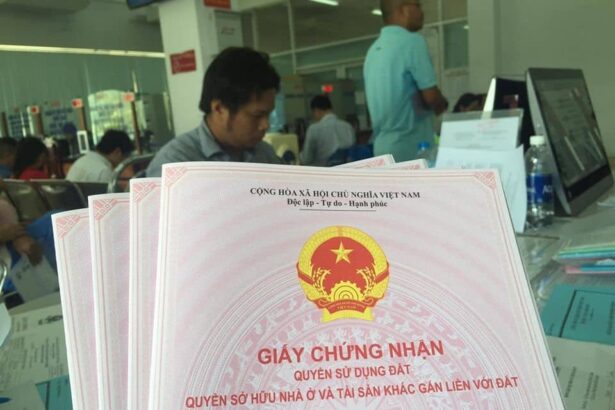 CỘNG HÒA XÃ HỘI CHỦ NGHĨA VIỆT NAM
Độc lập - Tự do - Hạnh phúc
GIẤY CHỨNG NHẬN
QUYỀN SỬ DỤNG ĐẤT
QUYỀN SỞ HỮU NHÀ Ở VÀ TÀI SẢN KHÁC GẮN LIỀN VỚI ĐẤT